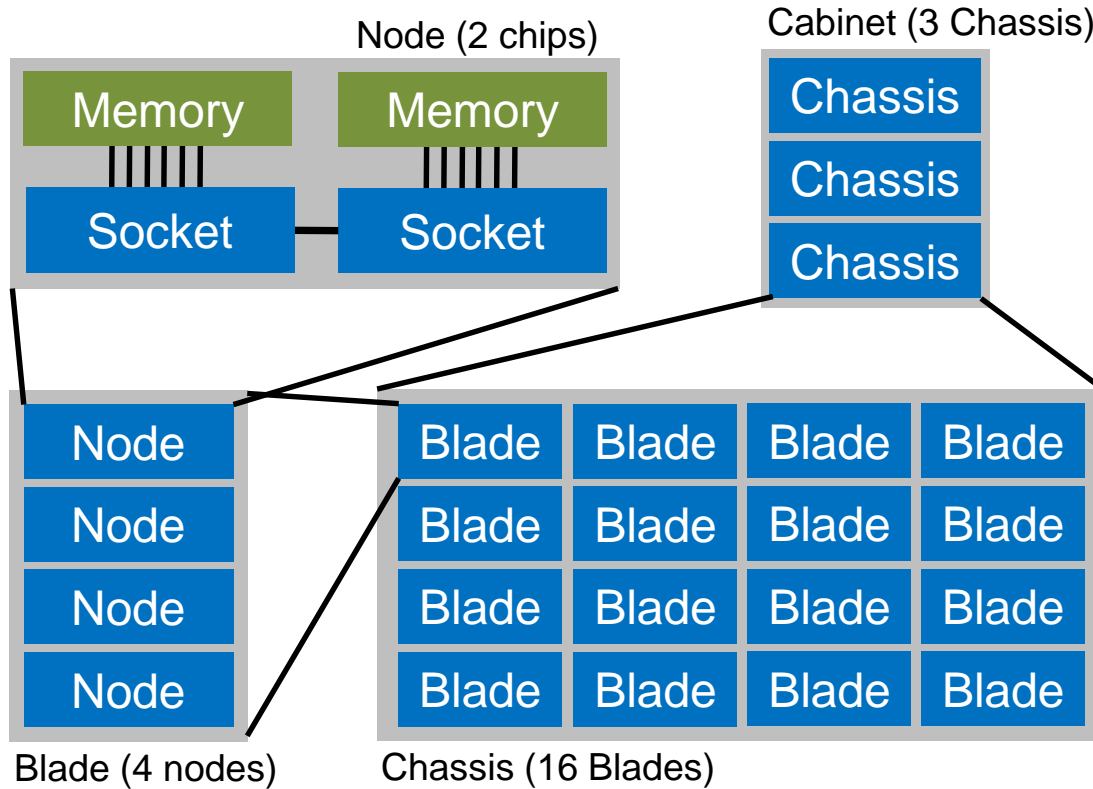 Node (2 chips)
Memory Memory
Socket Socket
Cabinet (3 Chassis)
Chassis
Chassis
Chassis
Node
Node
Node
Node
Blade (4 nodes)
Blade Blade Blade Blade
Blade Blade Blade Blade
Blade Blade Blade Blade
Blade Blade Blade Blade
Chassis (16 Blades)